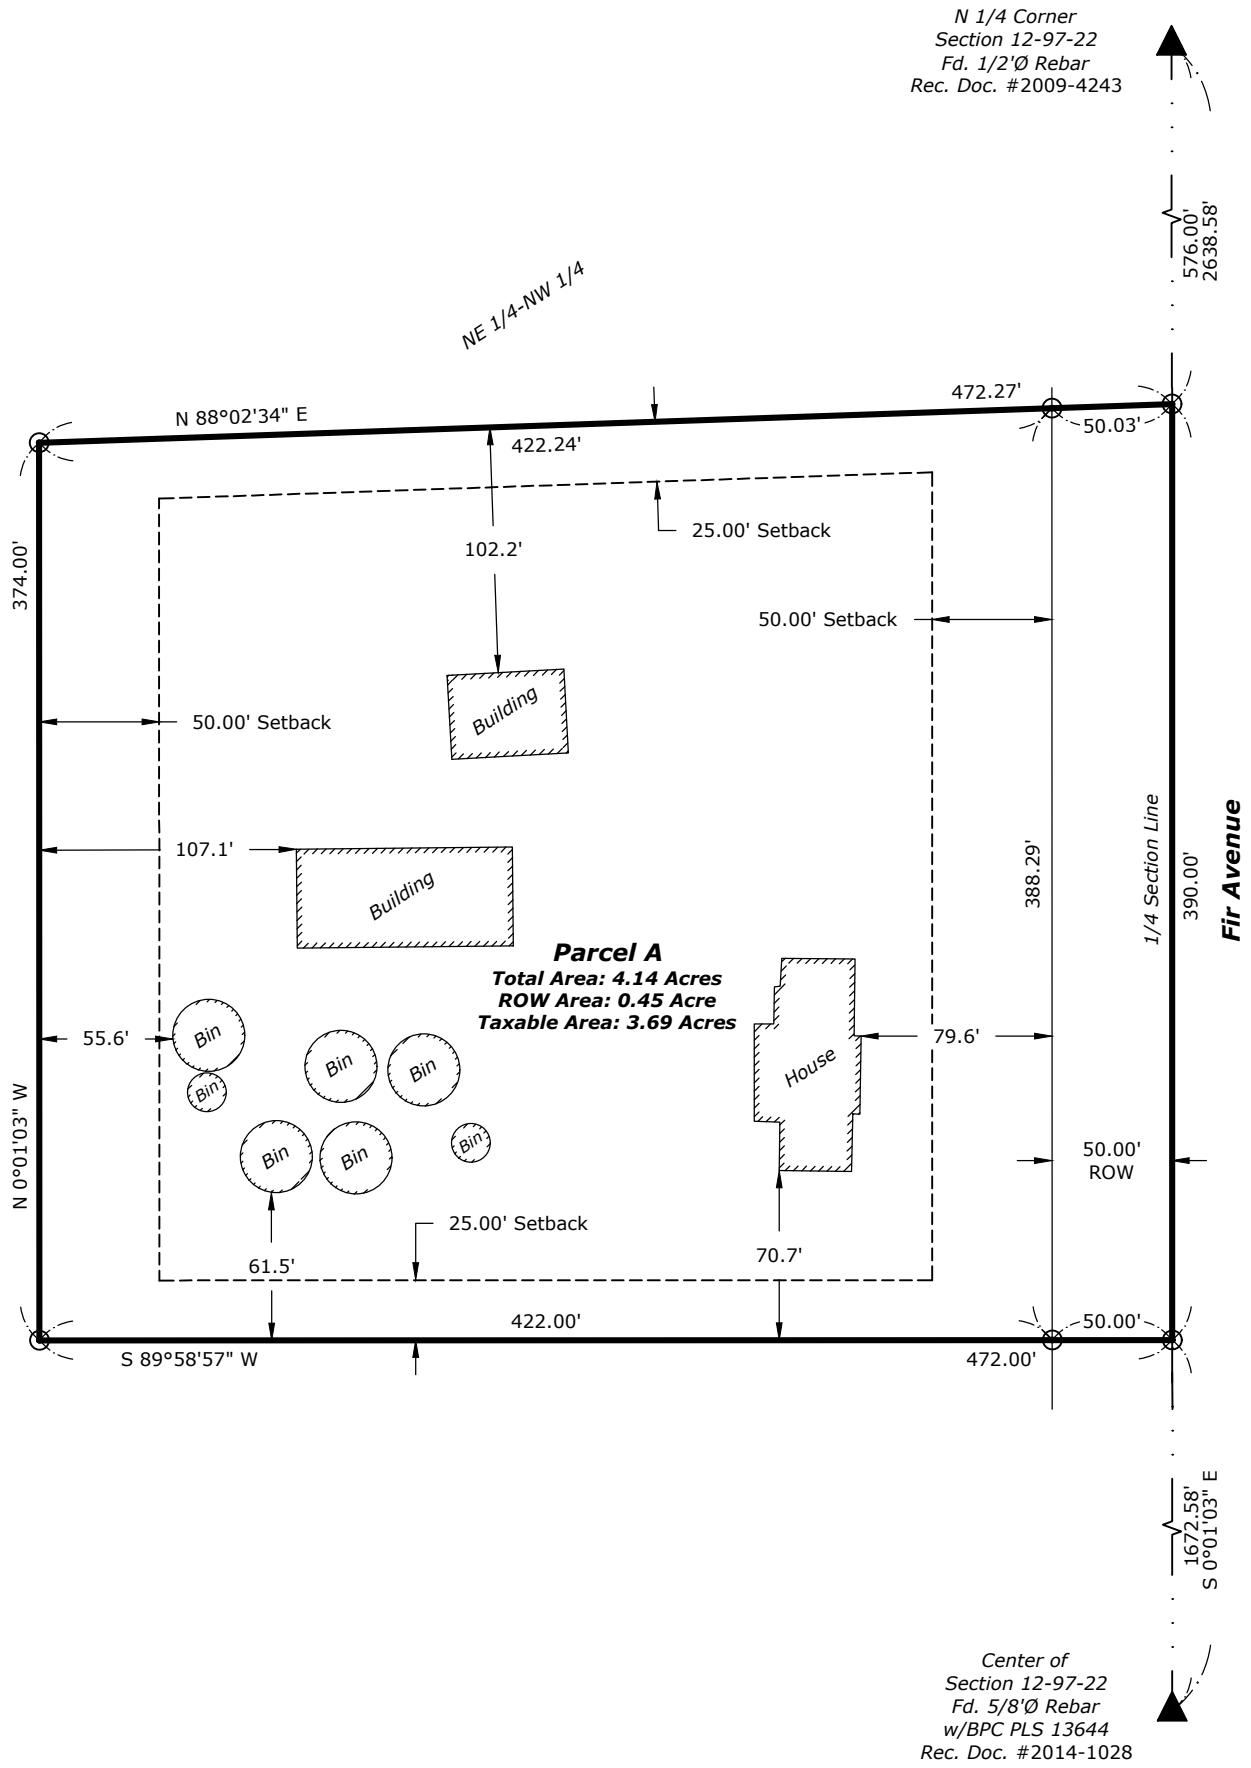 N 1/4 Corner
Section 12-97-22
Fd. 1/2'Ø Rebar
Rec. Doc. #2009-4243
576.00'
2638.58'
NE 1/4-NW 1/4
N 88°02'34" E
472.27'
422.24'
50.03'
25.00' Setback
102.2'
374.00'
50.00' Setback
Building
50.00' Setback
107.1'
Building
388.29'
1/4 Section Line
390.00'
Fir Avenue
Parcel A
Total Area: 4.14 Acres
ROW Area: 0.45 Acre
Taxable Area: 3.69 Acres
55.6'
Bin
Bin
Bin
Bin
Bin
Bin
Bin
House
79.6'
N 0°01'03" W
50.00'
ROW
25.00' Setback
61.5'
70.7'
422.00'
50.00'
S 89°58'57" W
472.00'
1672.58'
S 0°01'03" E
Center of
Section 12-97-22
Fd. 5/8'Ø Rebar
w/BPC PLS 13644
Rec. Doc. #2014-1028